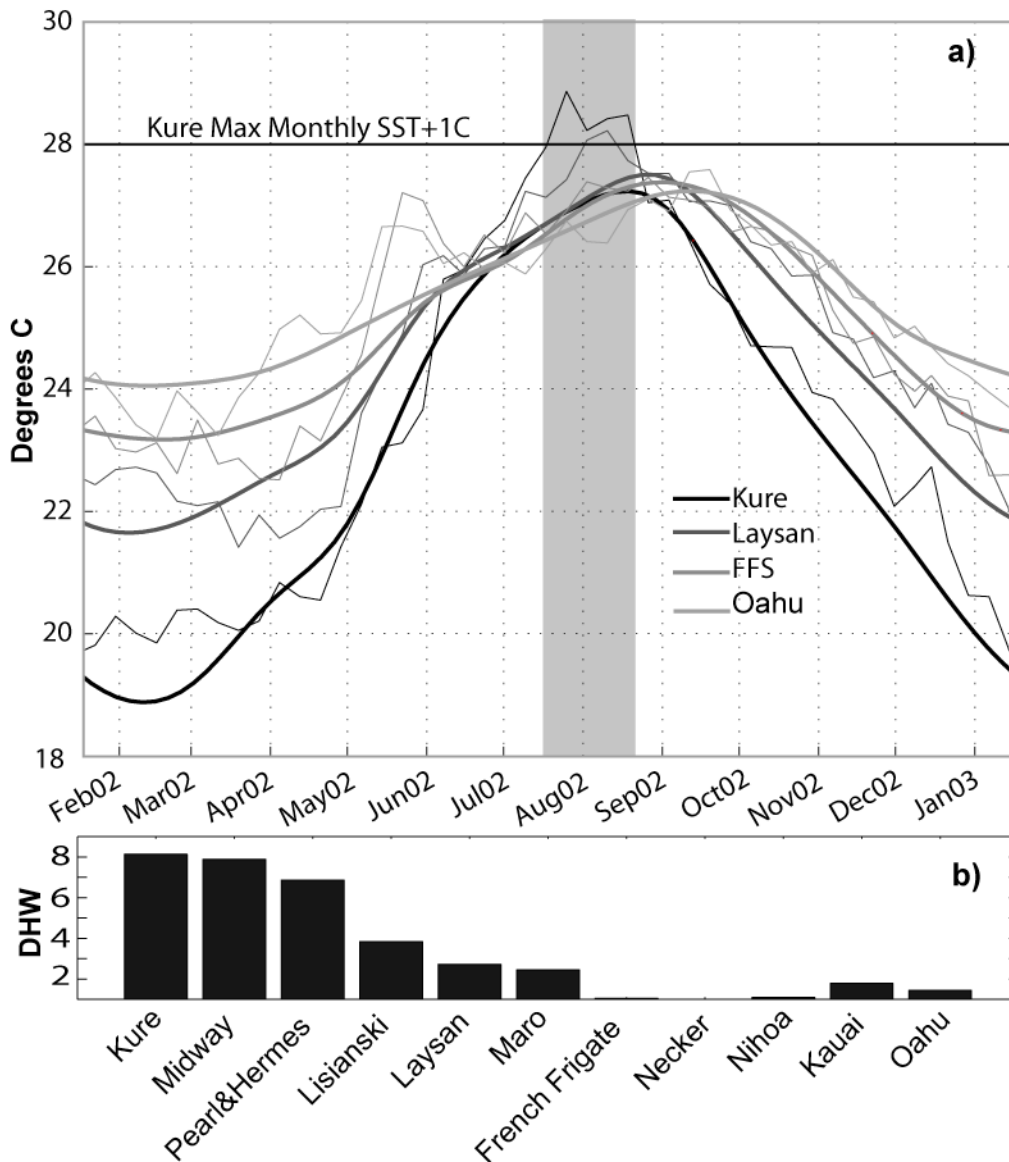 30
a)
Kure Max Monthly SST+1C
28
26
Degrees C
24
22
Kure
Laysan
FFS
Oahu
20
18
Feb02 Mar02 Apr02 May02 Jun02 Jul02 Aug02 Sep02 Oct02 Nov02 Dec02 Jan03
b)
DHW
8
6
4
2
Kure Midway Pearl&Hermes Lisianski Laysan Maro French Frigate Necker Nihoa Kauai Oahu